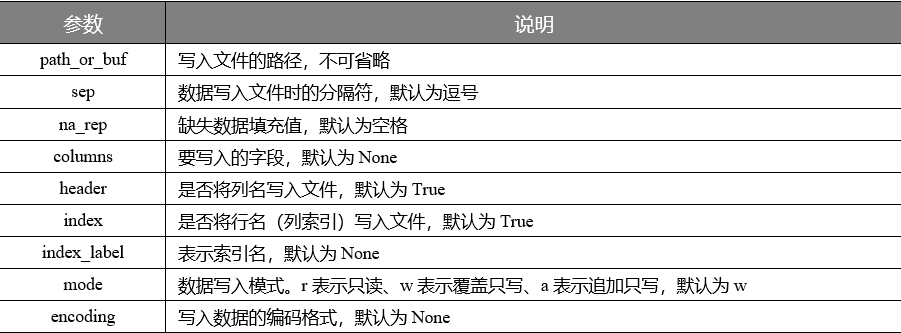 参数 说明
path_or_buf 写入文件的路径，不可省略
sep 数据写入文件时的分隔符，默认为逗号
na_rep 缺失数据填充值，默认为空格
columns 要写入的字段，默认为 None
header 是否将列名写入文件，默认为 True
index 是否将行名（列索引）写入文件，默认为 True
index_label 表示索引名，默认为 None
mode 数据写入模式。r 表示只读、w 表示覆盖只写、a 表示追加只写，默认为 w
encoding 写入数据的编码格式，默认为 None